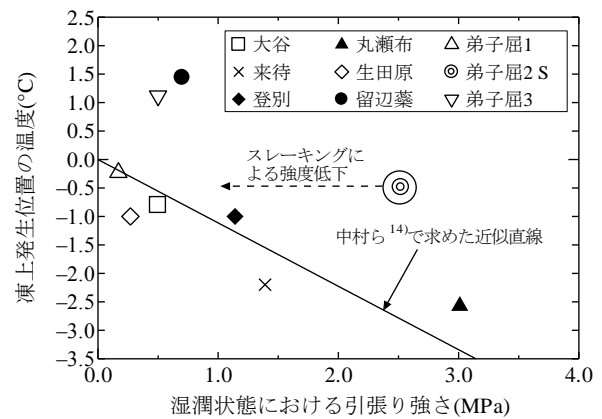 凍上発生位置の温度(°C)
2.5
2.0
1.5
1.0
0.5
0.0
−0.5
−1.0
−1.5
−2.0
−2.5
−3.0
−3.5
大谷 丸瀬布 弟子屈1
来待 生田原 弟子屈2 S
登別 留辺蘂 弟子屈3
スレーキングに
よる強度低下
中村ら 14)で求めた近似直線
0.0 1.0 2.0 3.0 4.0
湿潤状態における引張り強さ(MPa)